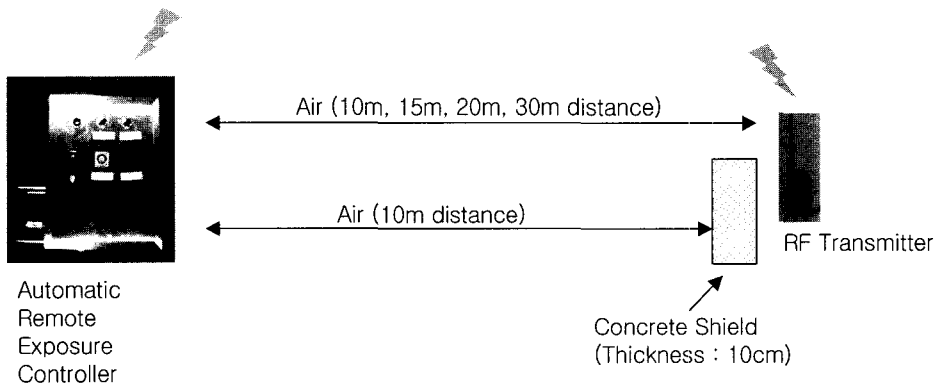 Air (10m, 15m, 20m, 30m distance)
Air (10m distance)
RF Transmitter
Automatic
Remote
Exposure
Controller
Concrete Shield
(Thickness : 10cm)